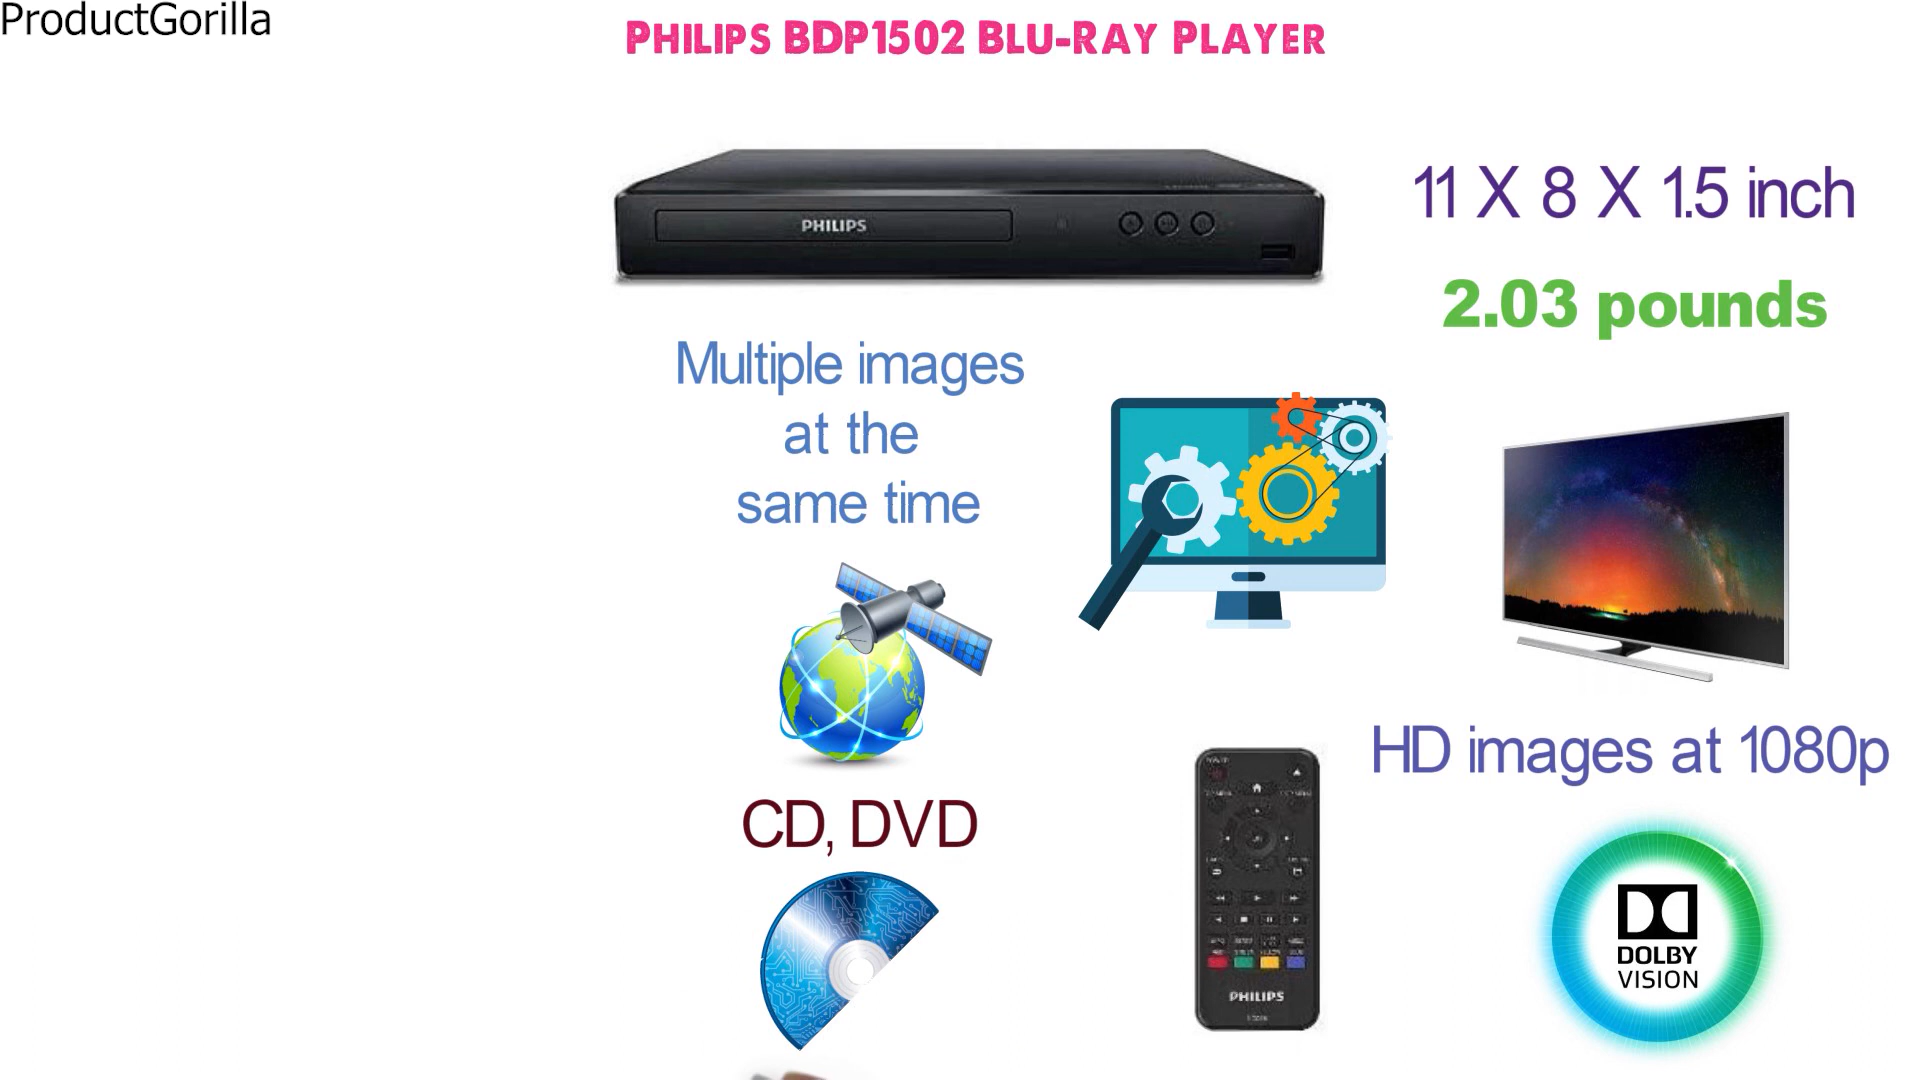 ProductGorilla
Philips BDP1502 Blu-Ray Player
PHILIPS
11 X 8 X 1.5 inch
2.03 pounds
Multiple images
at the
same time
HD images at 1080p
CD, DVD
PHILIPS
DOLBY
VISION